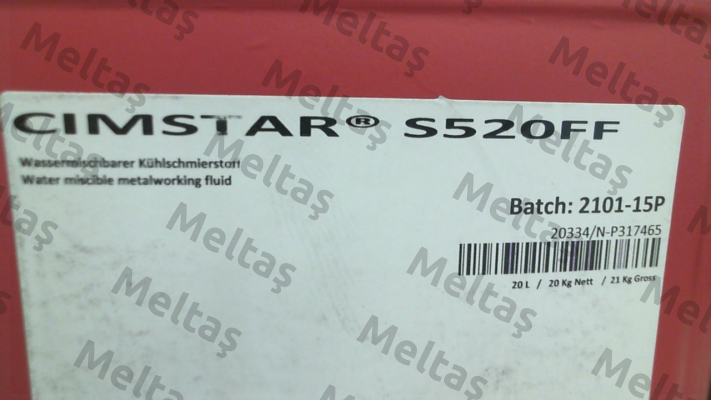 CIMSTAR® S520FF
Wassermischbarer Kühlschmierstoff
Water miscible metalworking fluid
Batch: 2101-15P
20334/N-P317465
20 L / 20 Kg Nett / 21 Kg Gross
Meltaş